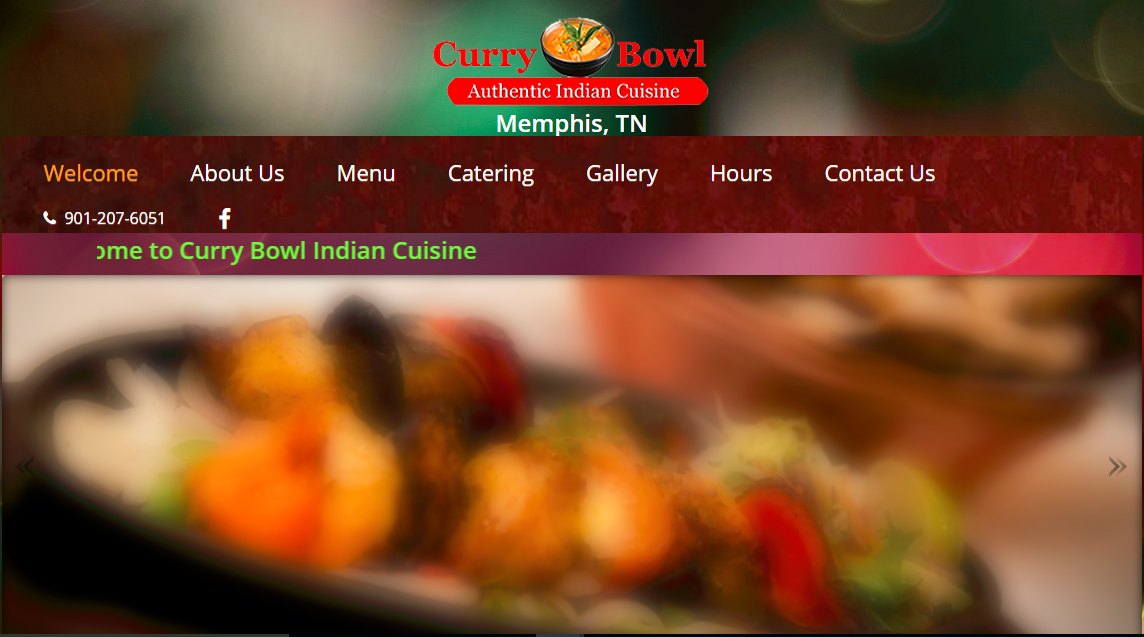 Curry Bowl
Authentic Indian Cuisine
Memphis, TN
Welcome About Us Menu Catering Gallery Hours Contact Us
901-207-6051 f
ome to Curry Bowl Indian Cuisine
« »